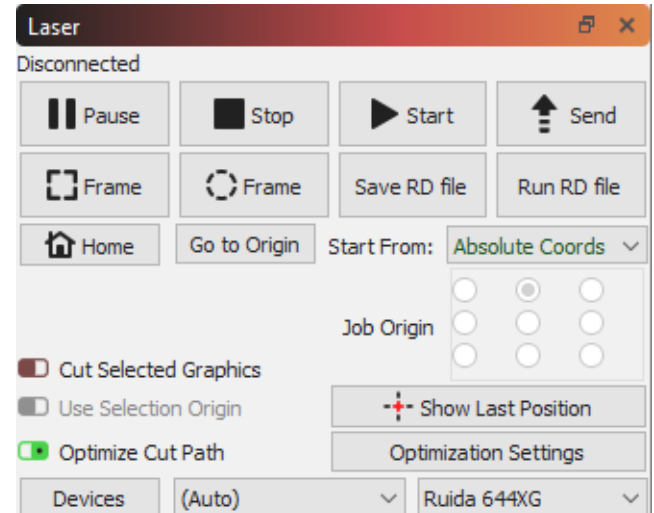 Laser
Disconnected
Pause Stop Start Send
Frame Frame Save RD file Run RD file
Home Go to Origin Start From: Absolute Coords
Job Origin
Cut Selected Graphics
Use Selection Origin Show Last Position
Optimize Cut Path Optimization Settings
Devices (Auto) Ruida 644XG